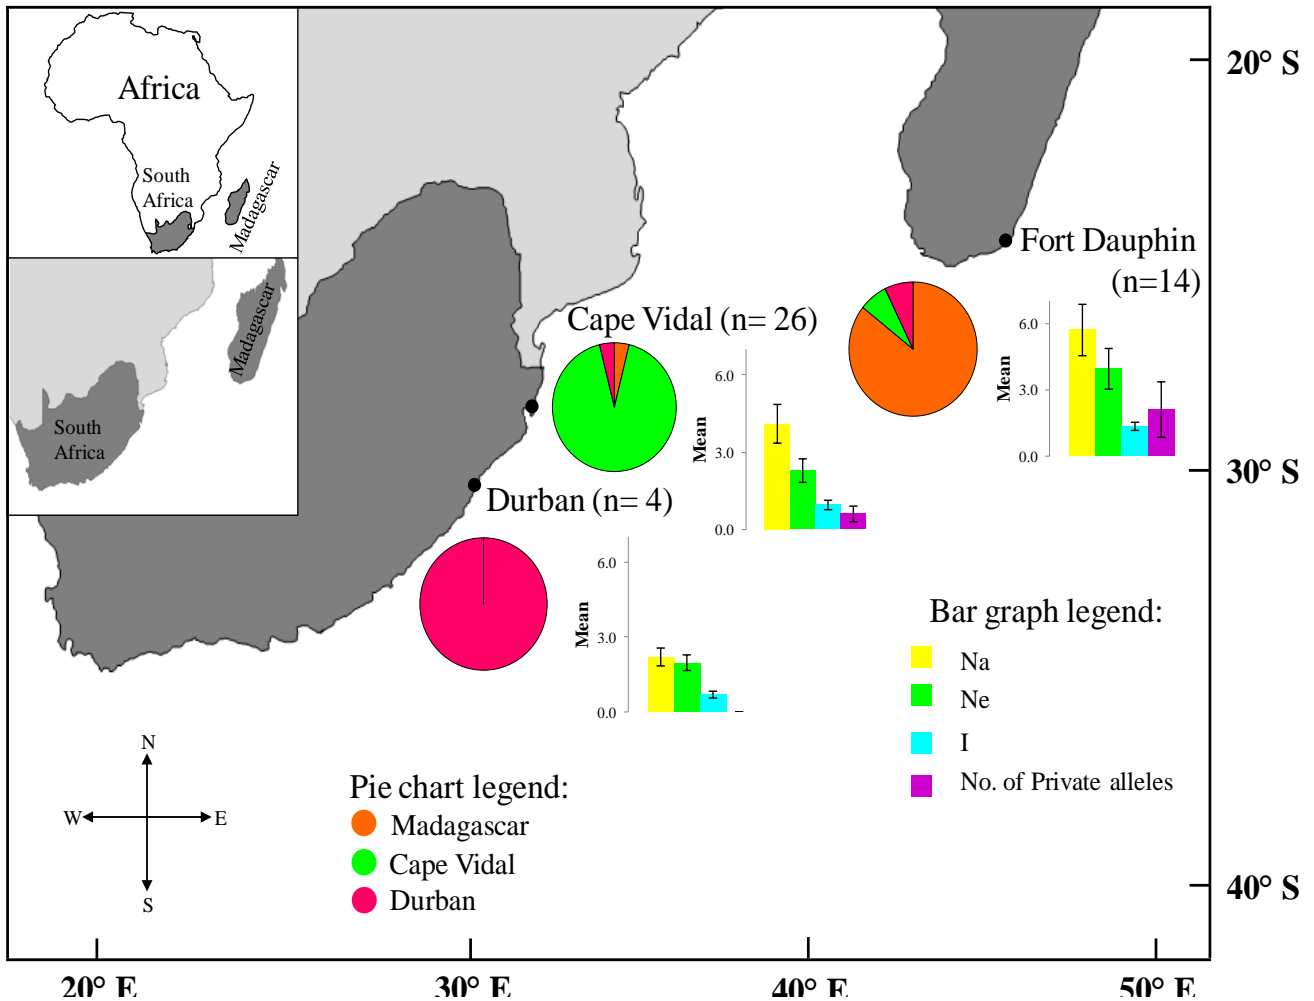 Africa
South
Africa
Madagascar
Madagascar
South
Africa
20° S
30° S
40° S
Fort Dauphin
(n=14)
6.0
3.0
0.0
Mean
Cape Vidal (n= 26)
6.0
3.0
0.0
Mean
Durban (n= 4)
6.0
3.0
0.0
Mean
Bar graph legend:
Na
Ne
I
No. of Private alleles
N
W
E
S
Pie chart legend:
Madagascar
Cape Vidal
Durban
20° E
30° E
40° E
50° E